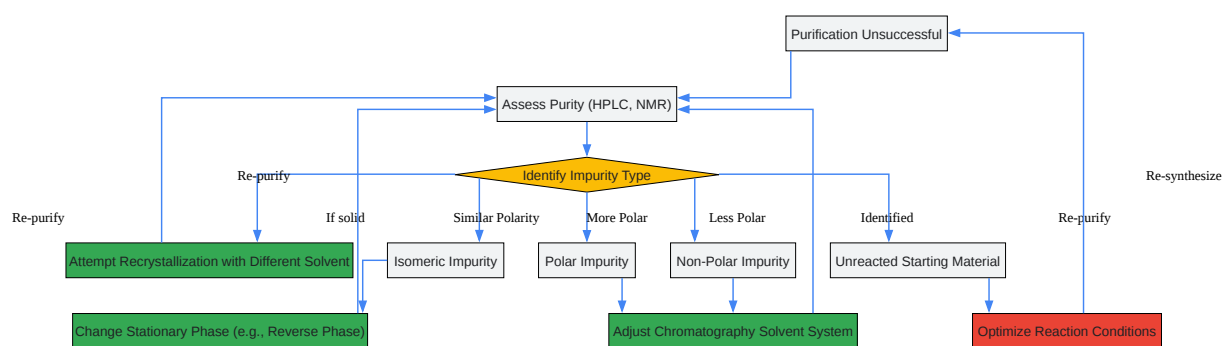 Purification Unsuccessful
Assess Purity (HPLC, NMR)
Identify Impurity Type
Re-purify
Re-synthesize
Re-purify
If solid
Similar Polarity
More Polar
Less Polar
Identified
Re-purify
Attempt Recrystallization with Different Solvent
Isomeric Impurity
Polar Impurity
Non-Polar Impurity
Unreacted Starting Material
Change Stationary Phase (e.g., Reverse Phase)
Adjust Chromatography Solvent System
Optimize Reaction Conditions